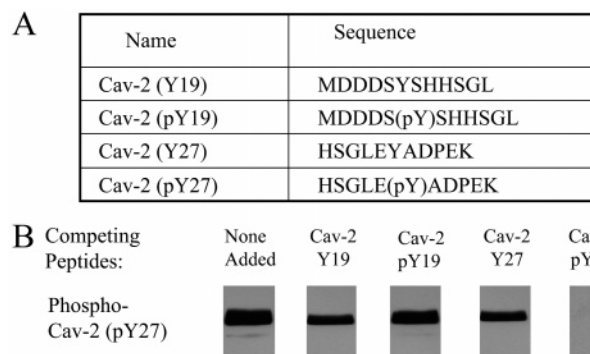 A
Name Sequence
Cav-2 (Y19) MDDDSYSHHSGL
Cav-2 (pY19) MDDDS(pY)SHHSGL
Cav-2 (Y27) HSGLEYADPEK
Cav-2 (pY27) HSGLE(pY)ADPEK
B Competing None Cav-2 Cav-2 Cav-2
Peptides: Added Y19 pY19 Y27
Phospho-
Cav-2 (pY27)